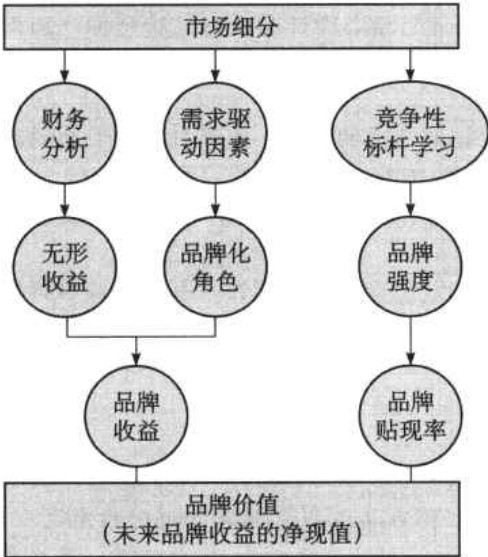 市场细分
财务
分析
需求驱
动因素
竞争性
标杆学习
无形
收益
品牌化
角色
品牌
强度
品牌
收益
品牌
贴现率
品牌价值
（未来品牌收益的净现值）